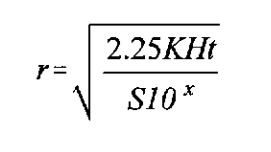 r = √(2.25KHt / S10^x)